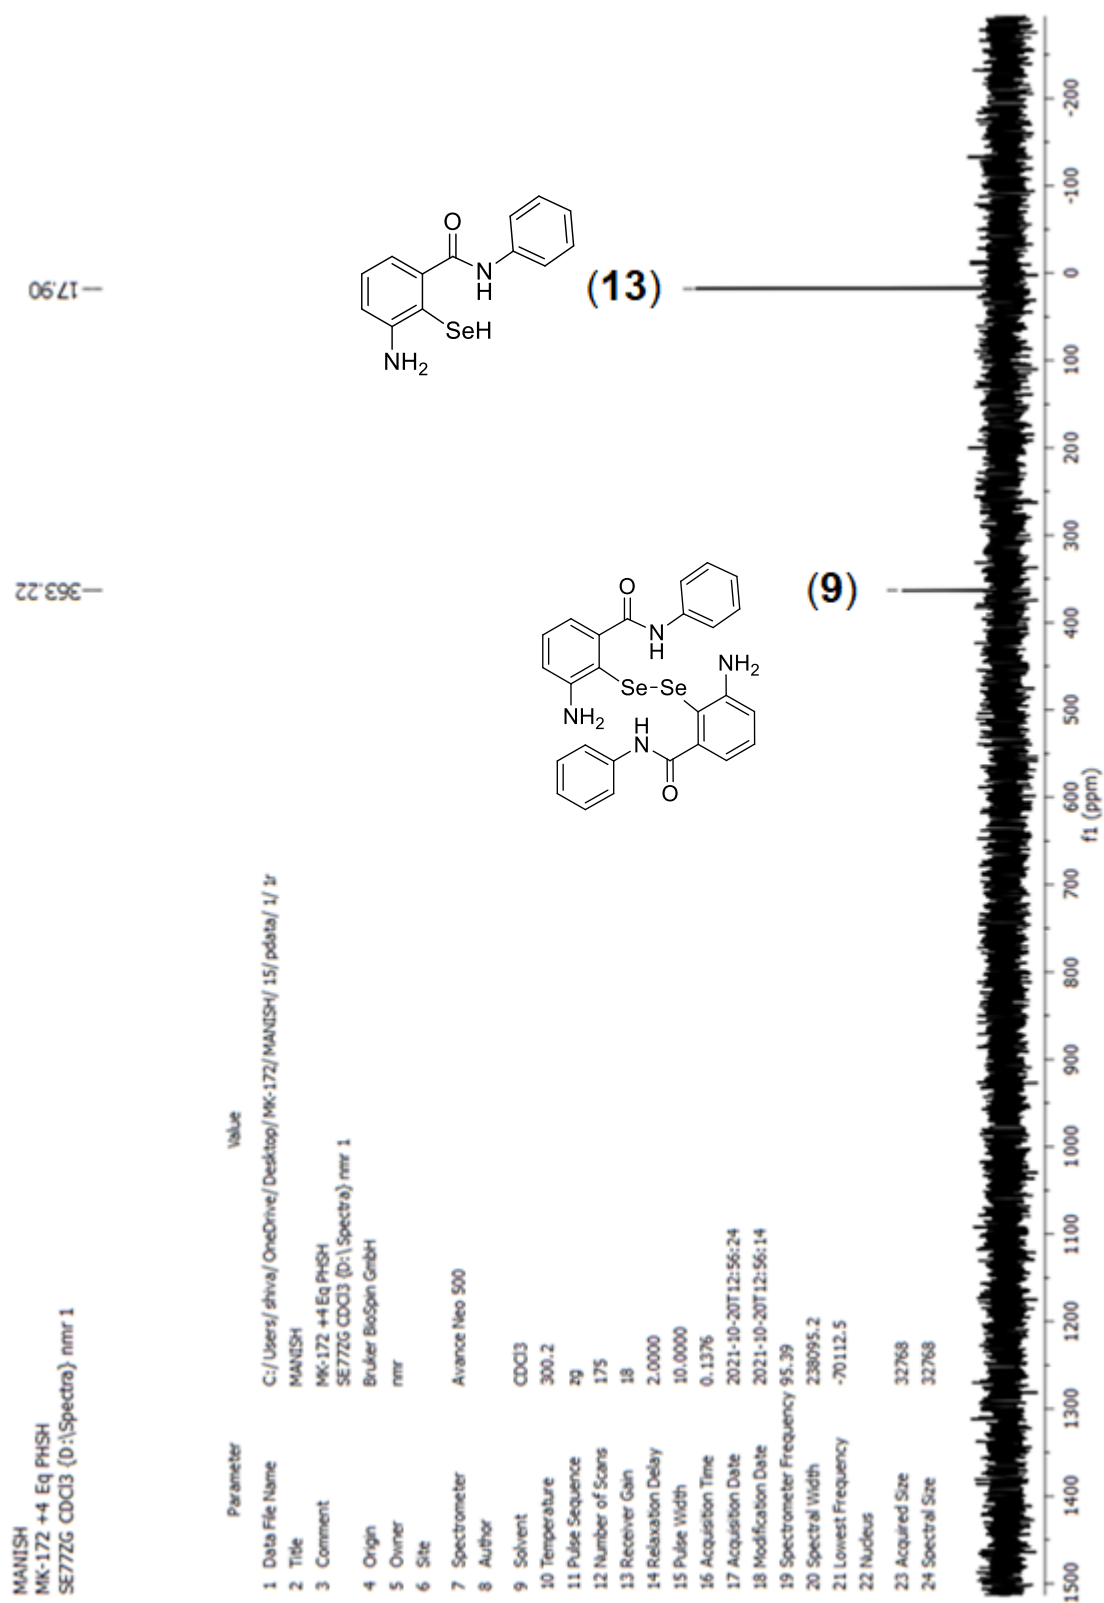 MANISH
MK-172 +4 Eq PHSH
SE77ZG CDCl3 {D:\Spectra} nmr 1
363.22
17.90
O
N
H
SeH
NH2
(13)
O
N
H
Se-Se
NH2
NH2
H
N
O
(9)
Parameter Value
1 Data File Name C:/Users/ shiva/ OneDrive/ Desktop/ MK-172/ MANISH/ 15/ pdata/ 1/ 1r
2 Title MANISH
3 Comment MK-172 +4 Eq PHSH
SE77ZG CDCl3 {D:\Spectra} nmr 1
4 Origin Bruker BioSpin GmbH
5 Owner nmr
6 Site
7 Spectrometer Avance Neo 500
8 Author
9 Solvent CDCl3
10 Temperature 300.2
11 Pulse Sequence zg
12 Number of Scans 175
13 Receiver Gain 18
14 Relaxation Delay 2.0000
15 Pulse Width 10.0000
16 Acquisition Time 0.1376
17 Acquisition Date 2021-10-20T12:56:24
18 Modification Date 2021-10-20T12:56:14
19 Spectrometer Frequency 95.39
20 Spectral Width 238095.2
21 Lowest Frequency -70112.5
22 Nucleus
23 Acquired Size 32768
24 Spectral Size 32768
1500 1400 1300 1200 1100 1000 900 800 700 600 500 400 300 200 100 0 -100 -200
f1 (ppm)